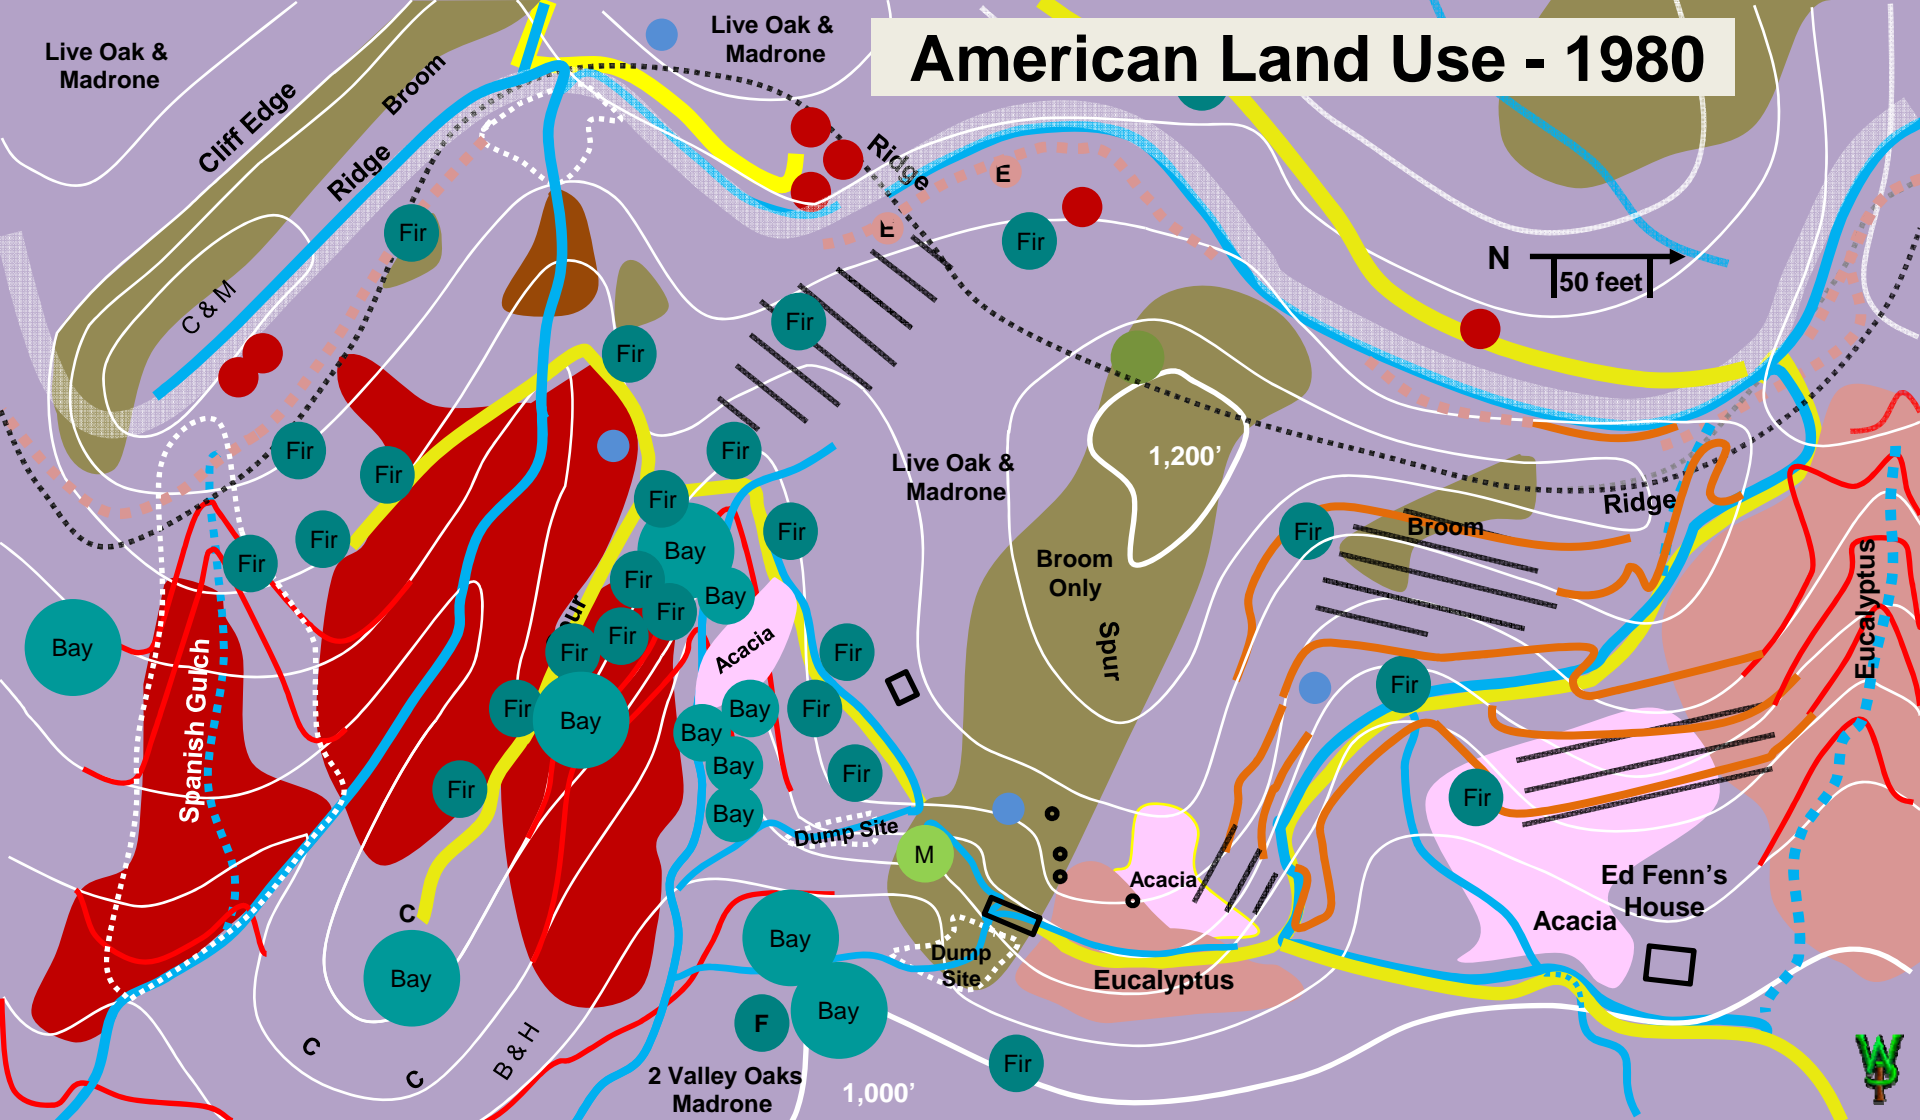 American Land Use - 1980
Live Oak &
Madrone
Live Oak &
Madrone
Cliff Edge
Broom
Ridge
Ridge
E
E
Fir
Fir
N
50 feet
C & M
Fir
Fir
1,200’
Live Oak &
Madrone
Fir
Fir
Fir
Fir
Fir
Fir
Fir
Fir
Broom
Ridge
Bay
Broom
Only
Fir
Bay
Fir
Fir
Fir
Bay
Acacia
Spur
Fir
Eucalyptus
Spanish Gulch
Fir
Fir
Bay
Bay
Fir
Bay
Bay
Fir
Fir
Fir
Bay
Dump Site
M
Acacia
Ed Fenn’s
House
Acacia
C
Bay
Bay
Dump
Site
Eucalyptus
Bay
F
Fir
C
C
B & H
2 Valley Oaks
Madrone
1,000’